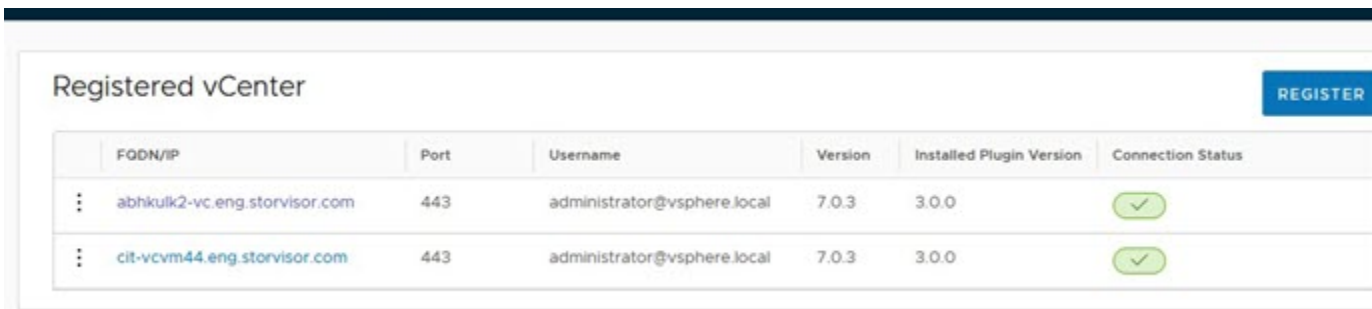 Registered vCenter
REGISTER
FQDN/IP Port Username Version Installed Plugin Version Connection Status
abhkulk2-vc.eng.storvisor.com 443 administrator@vsphere.local 7.0.3 3.0.0
cit-vcvm44.eng.storvisor.com 443 administrator@vsphere.local 7.0.3 3.0.0